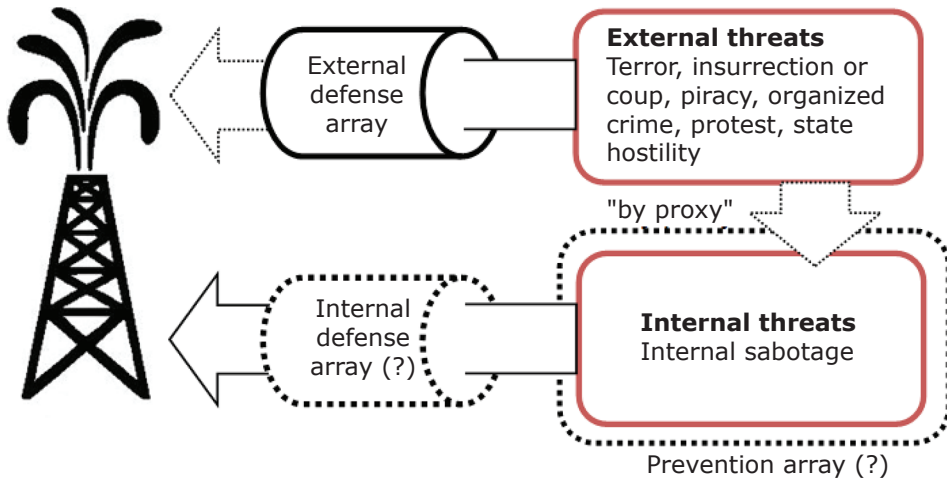 External
defense
array
External threats
Terror, insurrection or
coup, piracy, organized
crime, protest, state
hostility
"by proxy"
Internal
defense
array (?)
Internal threats
Internal sabotage
Prevention array (?)